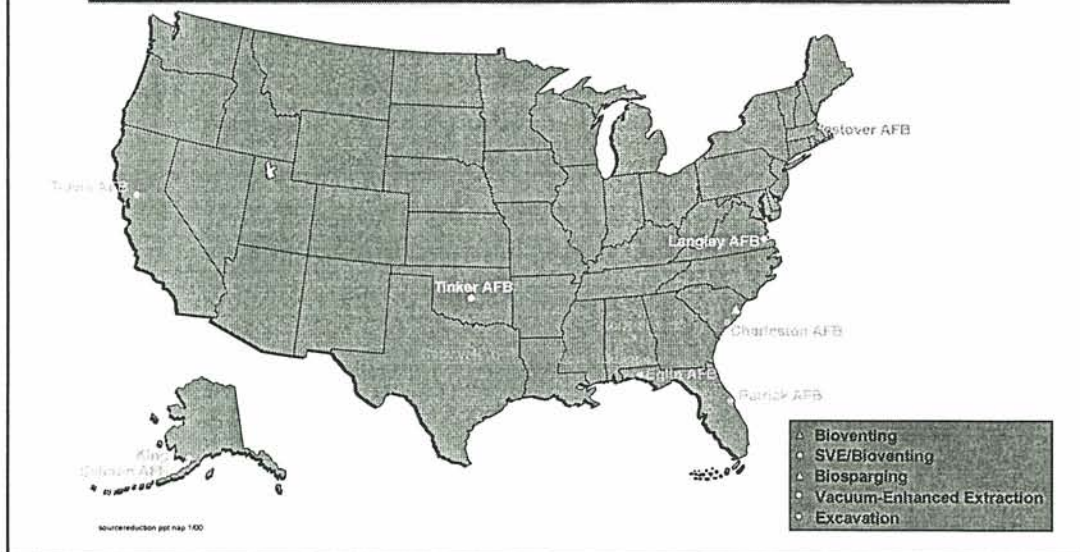 Westover AFB
Travis AFB
Langley AFB
Tinker AFB
Charleston AFB
Eglin AFB
Patrick AFB
King
Salmon AFB
Bioventing
SVE/Bioventing
Biosparging
Vacuum-Enhanced Extraction
Excavation
sourcereduction ppt nap 1/00